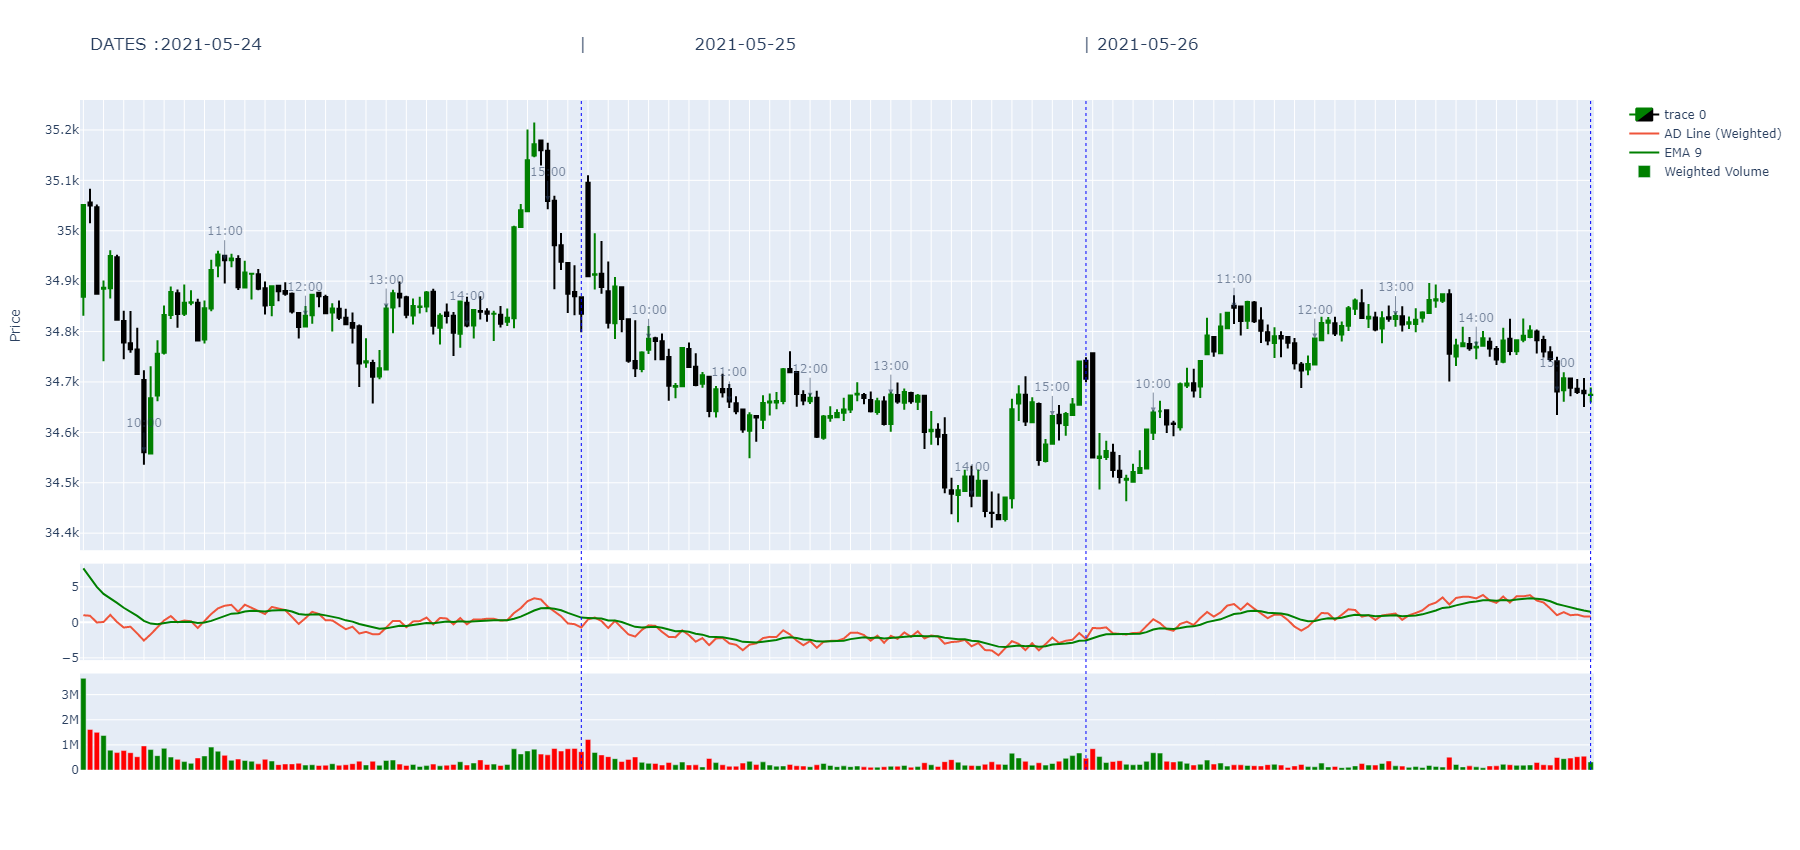 DATES :2021-05-24 | 2021-05-25 | 2021-05-26
35.2k
35.1k
35k
34.9k
34.8k
34.7k
34.6k
34.5k
34.4k
Price
10:00
11:00
12:00
13:00
14:00
15:00
10:00
11:00
12:00
13:00
14:00
15:00
10:00
11:00
12:00
13:00
14:00
15:00
trace 0
AD Line (Weighted)
EMA 9
Weighted Volume
5
0
−5
3M
2M
1M
0